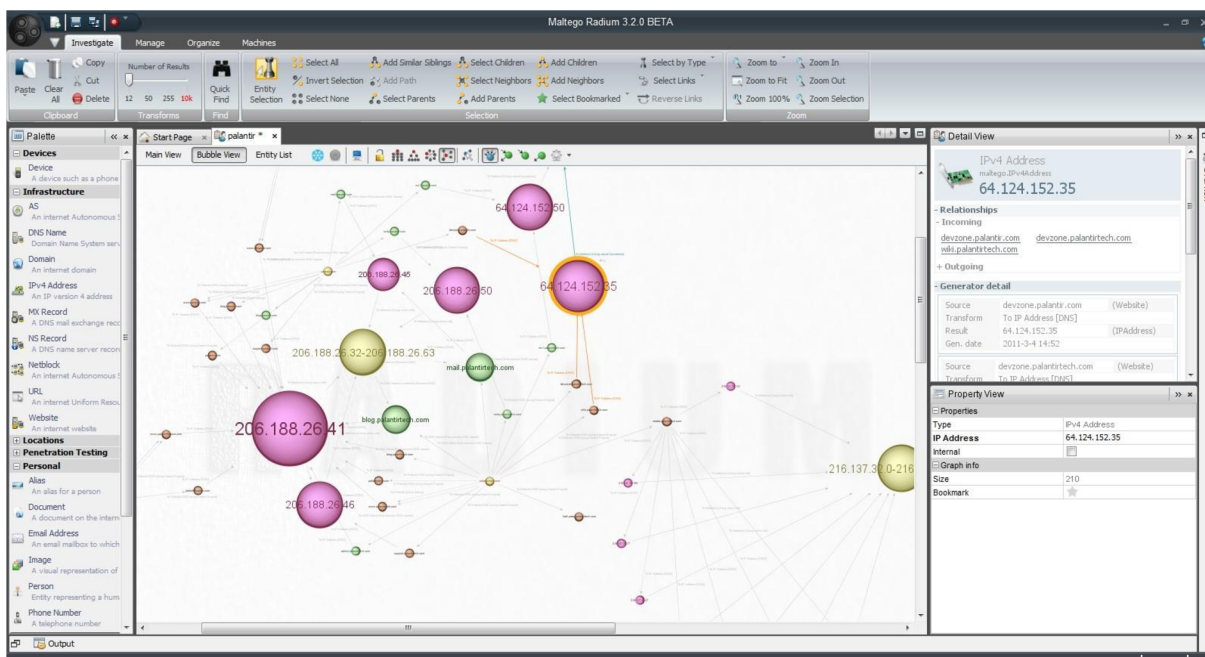 Maltego Radium 3.2.0 BETA
Investigate Manage Organize Machines
Paste
Clear All
Copy
Cut
Delete
Clipboard
Number of Results
12 50 255 10k
Transforms
Quick Find
Find
Entity Selection
Select All
Invert Selection
Select None
Add Similar Siblings
Add Path
Select Parents
Select Children
Select Neighbors
Add Parents
Add Children
Add Neighbors
Select Bookmarked
Select by Type
Select Links
Reverse Links
Selection
Zoom to
Zoom to Fit
Zoom 100%
Zoom In
Zoom Out
Zoom Selection
Zoom
Palette
Devices
Device
A device such as a phone
Infrastructure
AS
An internet Autonomous S
DNS Name
Domain Name System serv
Domain
An internet domain
IPv4 Address
An IP version 4 address
MX Record
A DNS mail exchange reco
NS Record
A DNS name server recon
Netblock
An internet Autonomous S
URL
An internet Uniform Resou
Website
An internet website
Locations
Penetration Testing
Personal
Alias
An alias for a person
Document
A document on the intern
Email Address
An email mailbox to which
Image
A visual representation of
Person
Entity representing a hum
Phone Number
A telephone number
Output
Start Page
palantir *
Main View Bubble View Entity List
64.124.152.50
206.188.26.45
206.188.26.50
64.124.152.35
206.188.26.32-206.188.26.63
mail.palantirtech.com
blog.palantirtech.com
206.188.26.41
.216.137.32.0-216
206.188.26.46
Detail View
IPv4 Address
maltego.IPv4Address
64.124.152.35
- Relationships
- Incoming
devzone.palantir.com devzone.palantirtech.com
wiki.palantirtech.com
+ Outgoing
- Generator detail
Source devzone.palantir.com (Website)
Transform To IP Address [DNS]
Result 64.124.152.35 (IPAddress)
Gen. date 2011-3-4 14:52
Source devzone.palantirtech.com (Website)
Transform To IP Address [DNS]
Property View
Properties
Type IPv4 Address
IP Address 64.124.152.35
Internal
Graph info
Size 210
Bookmark